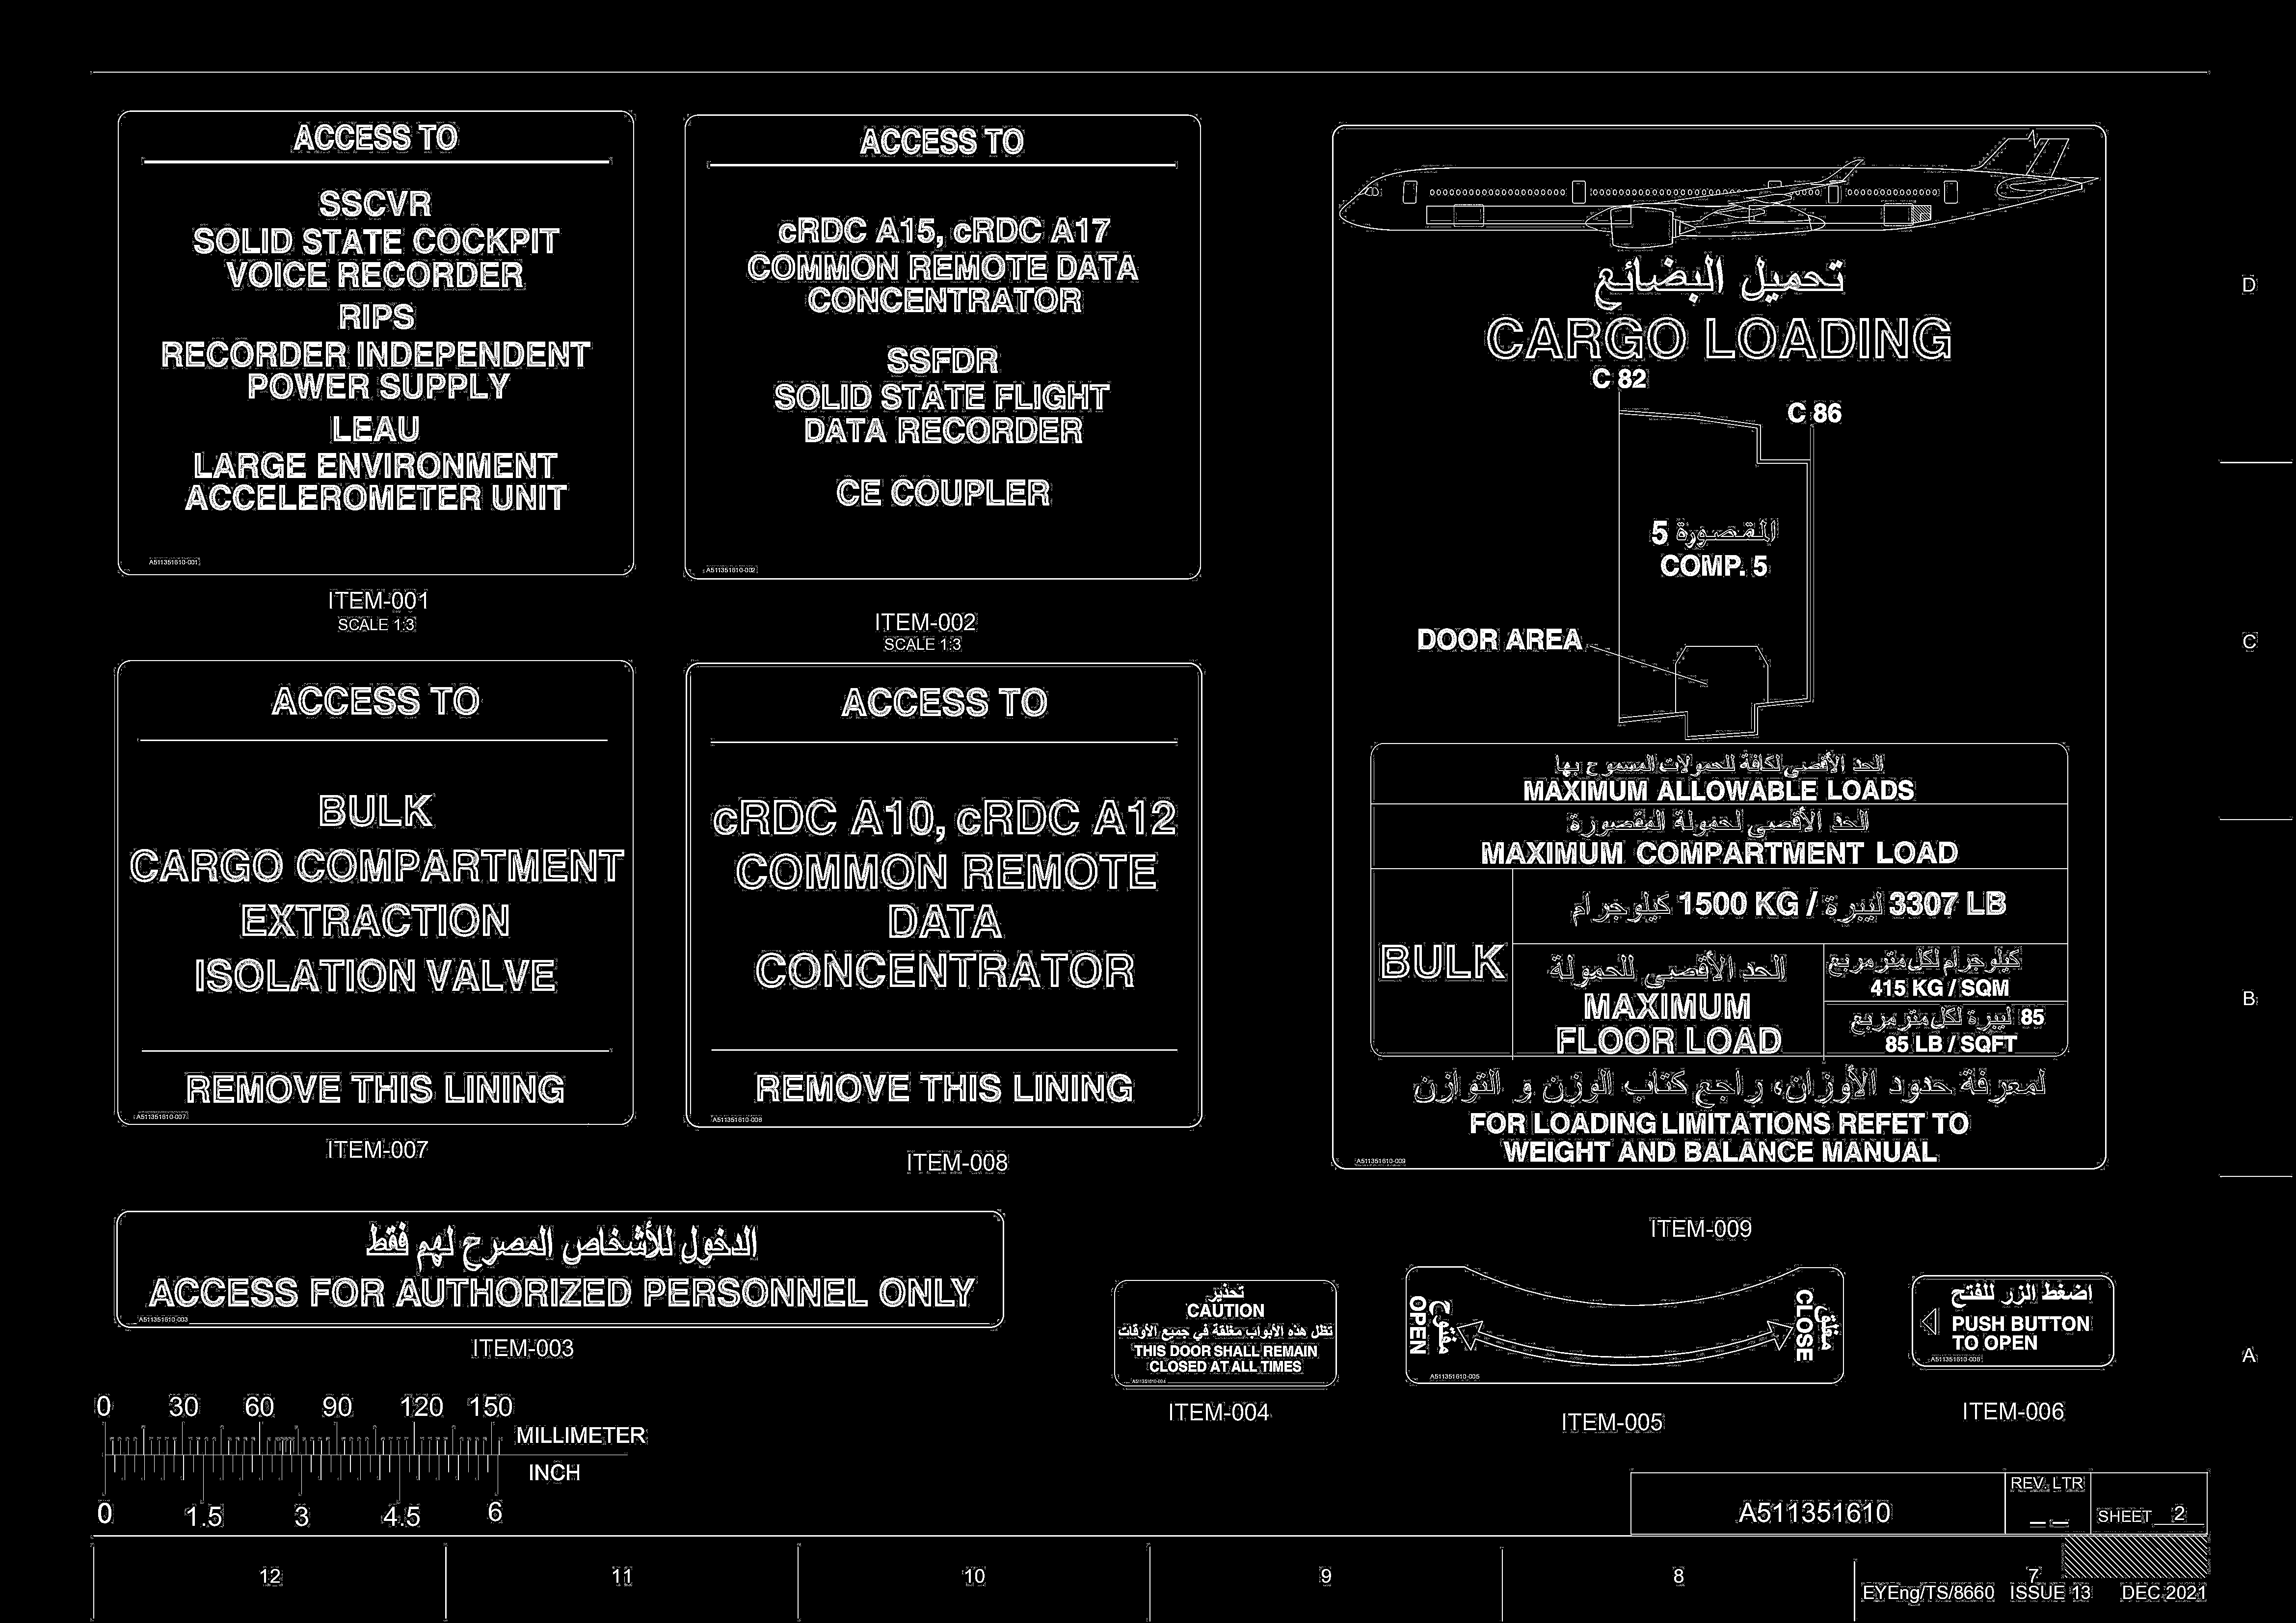 ACCESS TO
SSCVR
SOLID STATE COCKPIT
VOICE RECORDER
RIPS
RECORDER INDEPENDENT
POWER SUPPLY
LEAU
LARGE ENVIRONMENT
ACCELEROMETER UNIT
A511351610-001
ITEM-001
SCALE 1:3
ACCESS TO
cRDC A15, cRDC A17
COMMON REMOTE DATA
CONCENTRATOR
SSFDR
SOLID STATE FLIGHT
DATA RECORDER
CE COUPLER
A511351610-002
ITEM-002
SCALE 1:3
تحميل البضائع
CARGO LOADING
C 82
C 86
المقصورة 5
COMP. 5
DOOR AREA
الحد الأقصى لكافة الحمولات المسموح بها
MAXIMUM ALLOWABLE LOADS
الحد الأقصى لحمولة المقصورة
MAXIMUM COMPARTMENT LOAD
BULK
كيلوجرام 1500 KG / ليبرة 3307 LB
الحد الأقصى للحمولة
MAXIMUM
FLOOR LOAD
كيلوجرام لكل متر مربع
415 KG / SQM
85 ليبرة لكل متر مربع
85 LB / SQFT
لمعرفة حدود الأوزان، راجع كتاب الوزن و التوازن
FOR LOADING LIMITATIONS REFET TO
WEIGHT AND BALANCE MANUAL
A511351610-009
ITEM-009
ACCESS TO
BULK
CARGO COMPARTMENT
EXTRACTION
ISOLATION VALVE
REMOVE THIS LINING
A511351610-007
ITEM-007
ACCESS TO
cRDC A10, cRDC A12
COMMON REMOTE
DATA
CONCENTRATOR
REMOVE THIS LINING
A511351610-008
ITEM-008
الدخول للأشخاص المصرح لهم فقط
ACCESS FOR AUTHORIZED PERSONNEL ONLY
A511351610-003
ITEM-003
تحذير
CAUTION
تظل هذه الأبواب مغلقة في جميع الأوقات
THIS DOOR SHALL REMAIN
CLOSED AT ALL TIMES
A511351610-004
ITEM-004
OPEN
مفتوح
مغلق
CLOSE
A511351610-005
ITEM-005
اضغط الزر للفتح
PUSH BUTTON
TO OPEN
A511351610-006
ITEM-006
0 30 60 90 120 150
MILLIMETER
INCH
0 1.5 3 4.5 6
A511351610
REV. LTR
SHEET 2
D
C
B
A
12 11 10 9 8 7
EYEng/TS/8660 ISSUE 13 DEC 2021